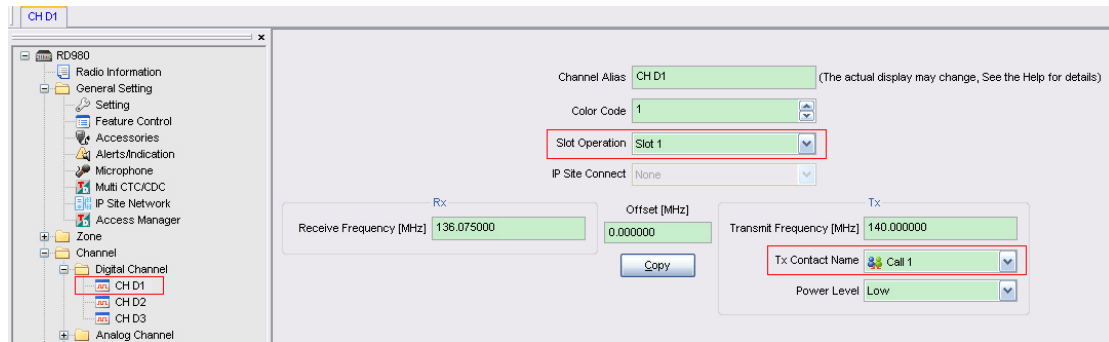 CH D1
x
RD980
Radio Information
General Setting
Setting
Feature Control
Accessories
Alerts/Indication
Microphone
Multi CTC/CDC
IP Site Network
Access Manager
Zone
Channel
Digital Channel
CH D1
CH D2
CH D3
Analog Channel
Channel Alias CH D1 (The actual display may change, See the Help for details)
Color Code 1
Slot Operation Slot 1
IP Site Connect None
Rx
Receive Frequency [MHz] 136.075000
Offset [MHz]
0.000000
Copy
Tx
Transmit Frequency [MHz] 140.000000
Tx Contact Name Call 1
Power Level Low